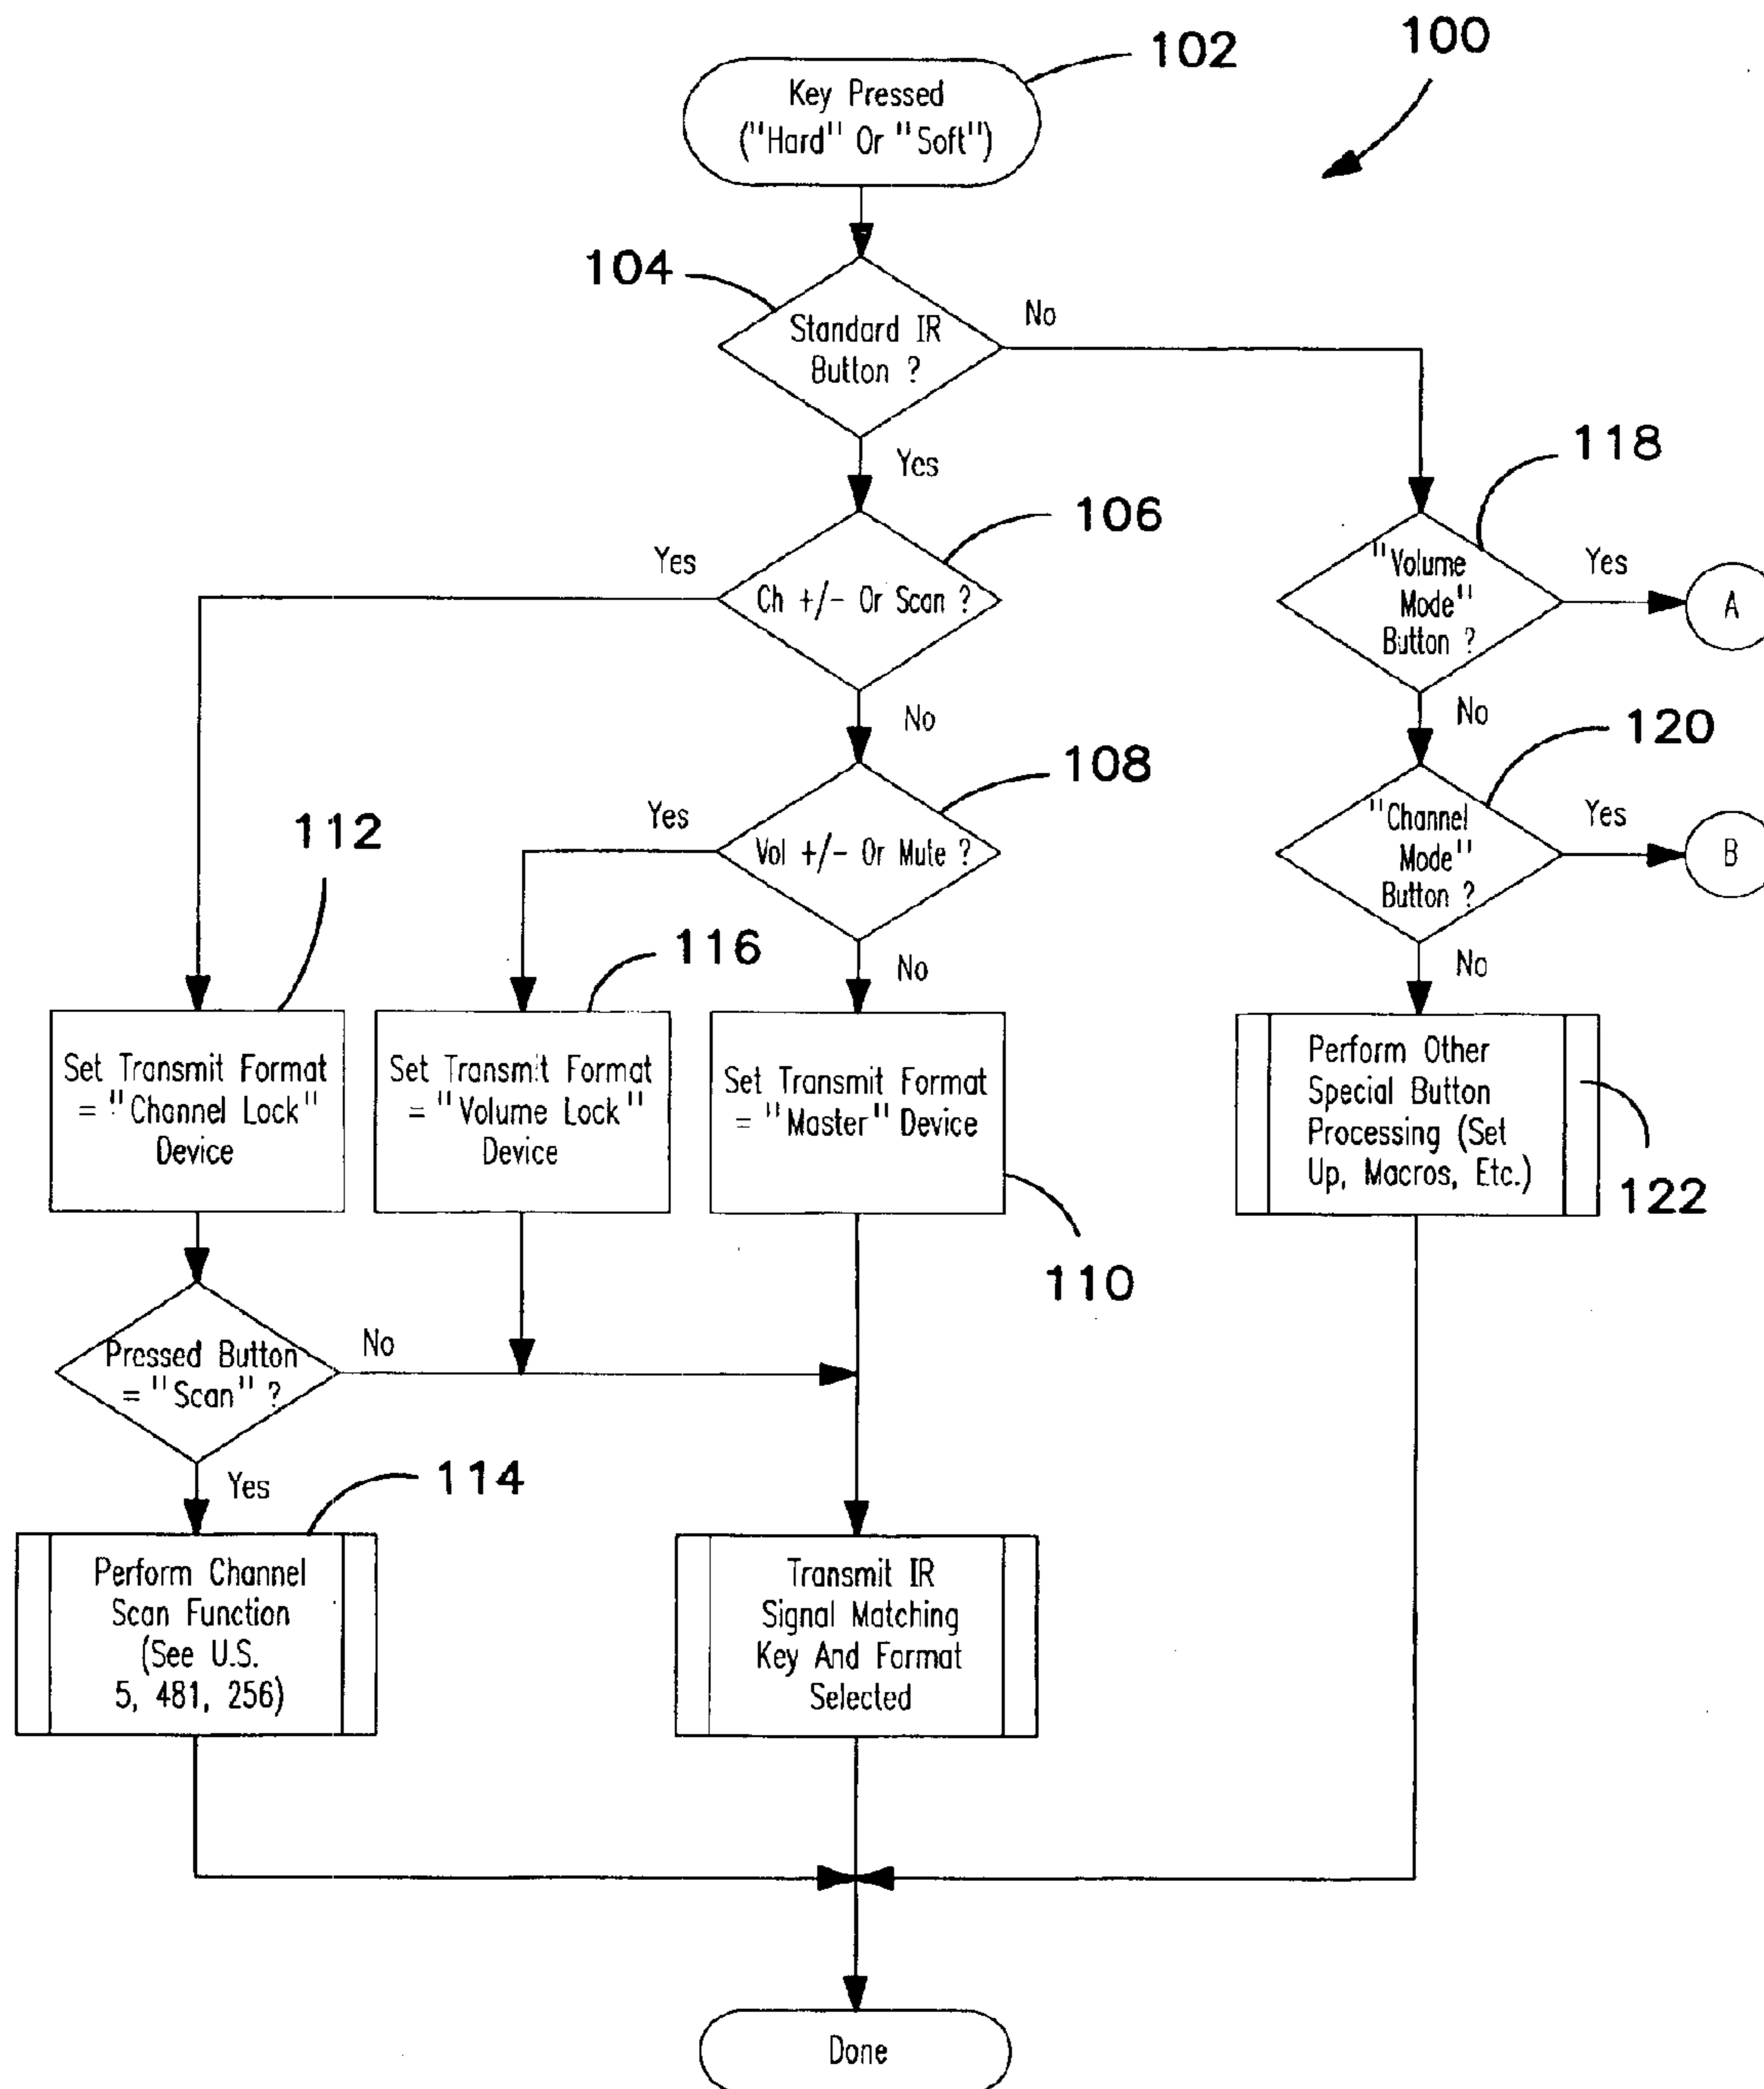 100
102
Key Pressed
("Hard" Or "Soft")
104
Standard IR
Button ?
No
Yes
106
Ch +/- Or Scan ?
Yes
No
118
"Volume
Mode"
Button ?
Yes
A
No
108
Vol +/- Or Mute ?
Yes
No
120
"Channel
Mode"
Button ?
Yes
B
No
112
Set Transmit Format
= "Channel Lock"
Device
116
Set Transmit Format
= "Volume Lock"
Device
Set Transmit Format
= "Master" Device
110
Perform Other
Special Button
Processing (Set
Up, Macros, Etc.)
122
Pressed Button
= "Scan" ?
No
Yes
114
Perform Channel
Scan Function
(See U.S.
5, 481, 256)
Transmit IR
Signal Matching
Key And Format
Selected
Done